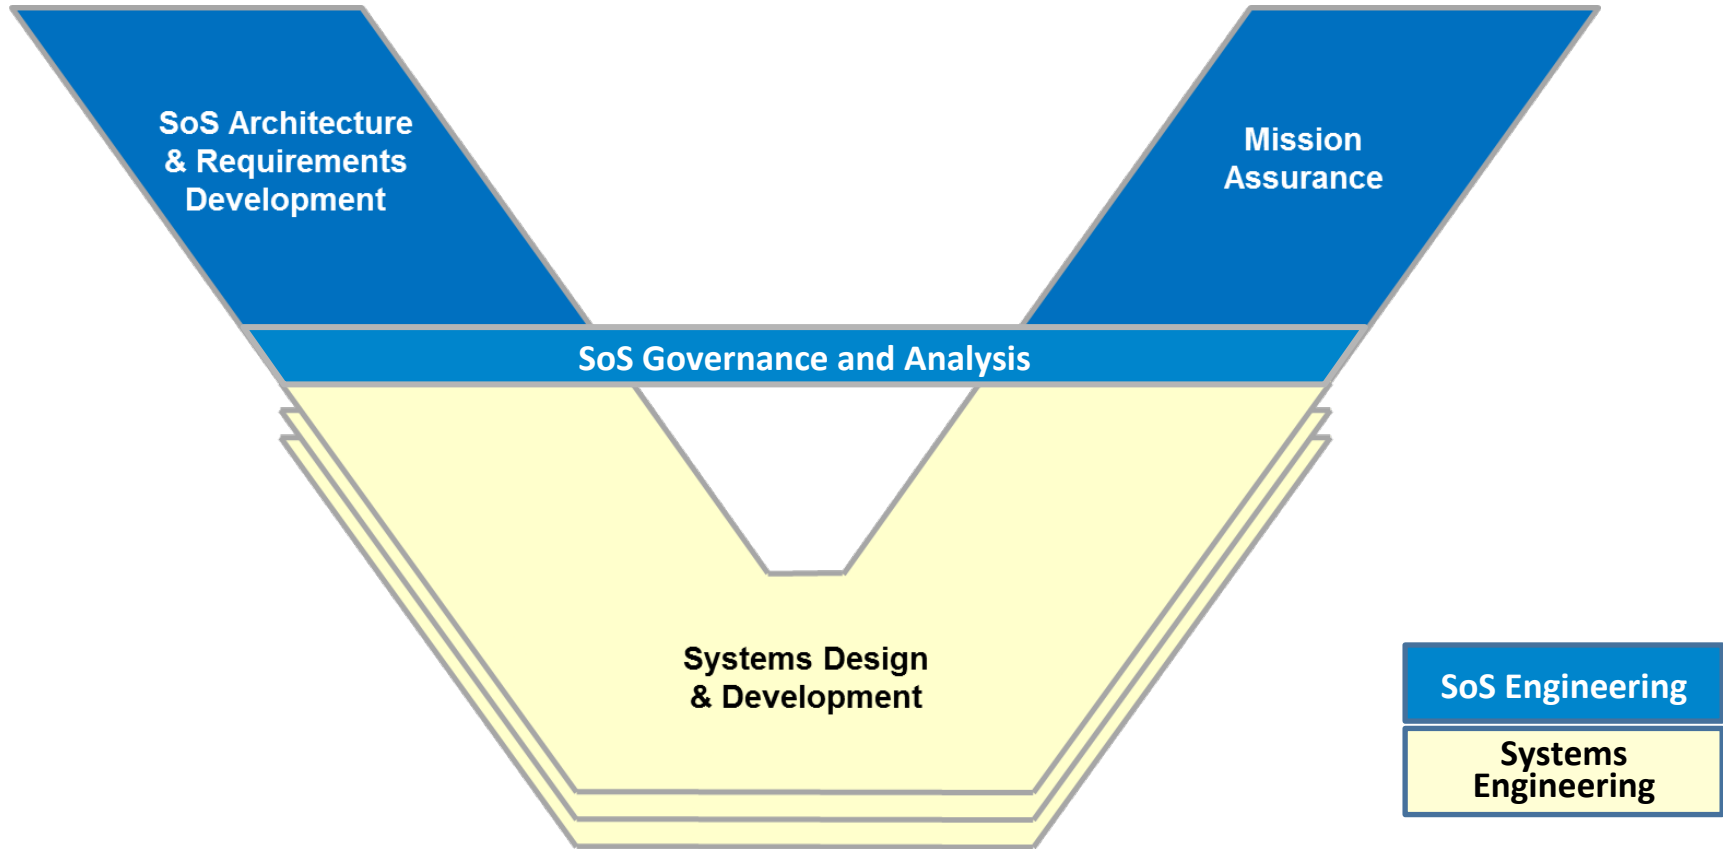 SoS Architecture
& Requirements
Development
Mission
Assurance
SoS Governance and Analysis
Systems Design
& Development
SoS Engineering
Systems
Engineering